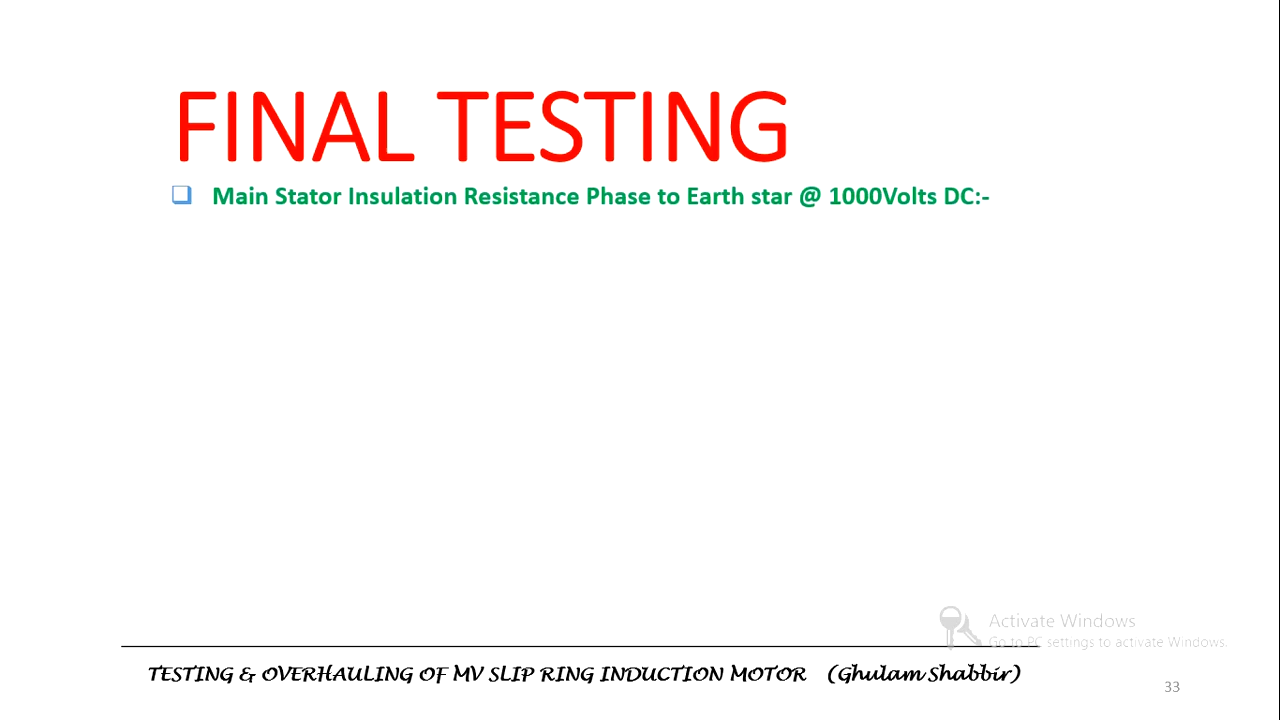 FINAL TESTING
Main Stator Insulation Resistance Phase to Earth star @ 1000Volts DC:-
Activate Windows
Go to PC settings to activate Windows.
TESTING & OVERHAULING OF MV SLIP RING INDUCTION MOTOR (Ghulam Shabbir)
33